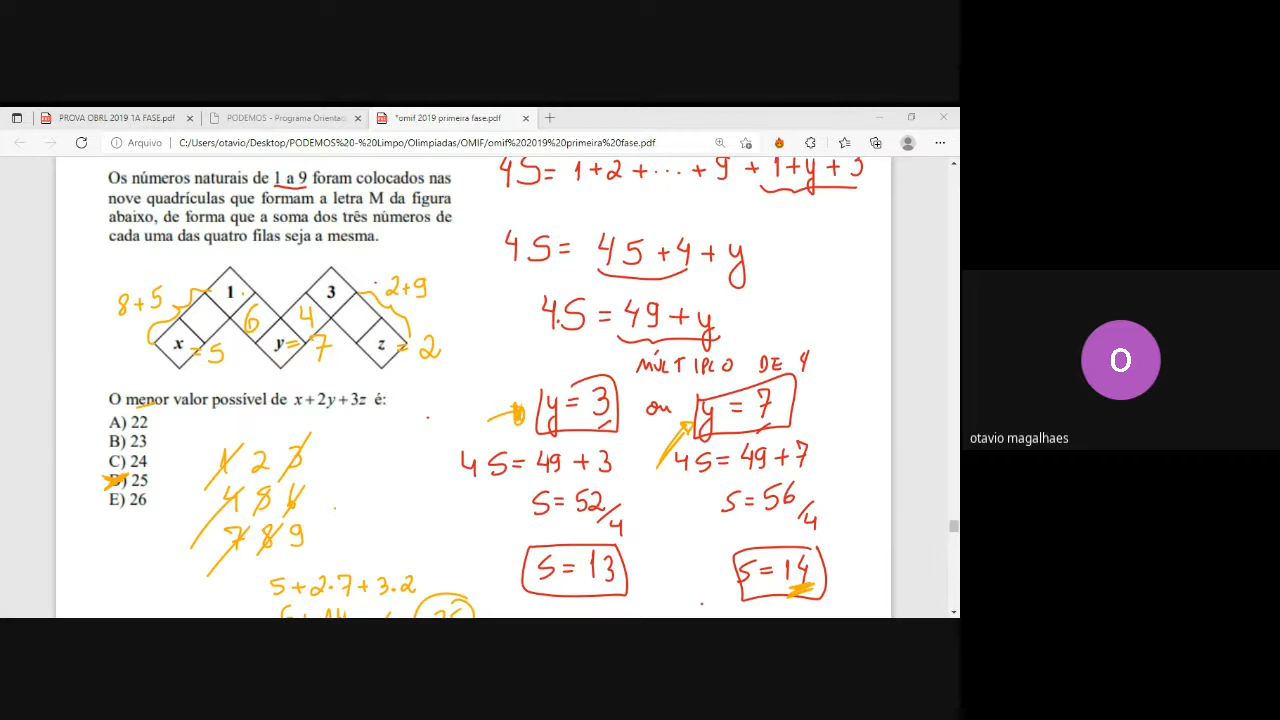 PROVA OBRL 2019 1A FASE.pdf
PODEMOS - Programa Orientac
*omif 2019 primeira fase.pdf
Arquivo
C:/Users/otavio/Desktop/PODEMOS%20-%20Limpo/Olimpíadas/OMIF/omif%202019%20primeira%20fase.pdf
Os números naturais de 1 a 9 foram colocados nas
nove quadrículas que formam a letra M da figura
abaixo, de forma que a soma dos três números de
cada uma das quatro filas seja a mesma.
8+5
1
3
2+9
6
4
x = 5
y = 7
z = 2
O menor valor possível de x + 2y + 3z é:
A) 22
B) 23
C) 24
D) 25
E) 26
1 2 3
4 5 6
7 8 9
5 + 2·7 + 3·2
4S = 1+2+...+9 + 1+y+3
4S = 45+4+y
4·S = 49+y
MÚLTIPLO DE 4
y = 3 ou y = 7
4S = 49+3
4S = 49+7
S = 52/4
S = 56/4
S = 13
S = 14
O
otavio magalhaes